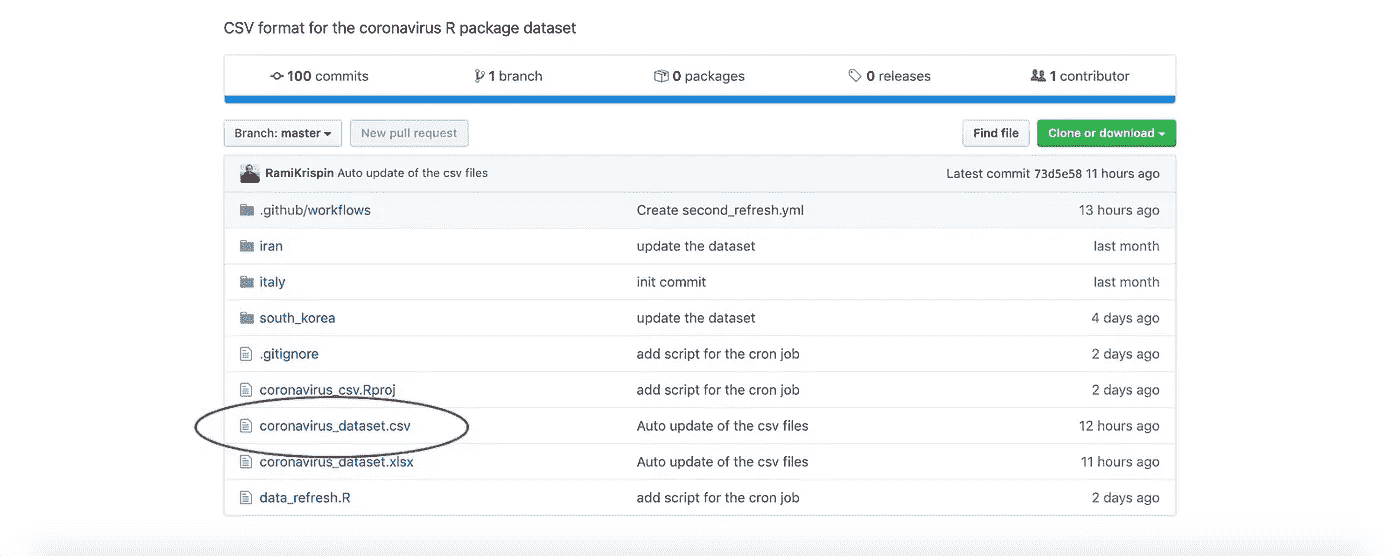 CSV format for the coronavirus R package dataset
100 commits 1 branch 0 packages 0 releases 1 contributor
Branch: master New pull request Find file Clone or download
RamiKrispin Auto update of the csv files Latest commit 73d5e58 11 hours ago
.github/workflows Create second_refresh.yml 13 hours ago
iran update the dataset last month
italy init commit last month
south_korea update the dataset 4 days ago
.gitignore add script for the cron job 2 days ago
coronavirus_csv.Rproj add script for the cron job 2 days ago
coronavirus_dataset.csv Auto update of the csv files 12 hours ago
coronavirus_dataset.xlsx Auto update of the csv files 11 hours ago
data_refresh.R add script for the cron job 2 days ago